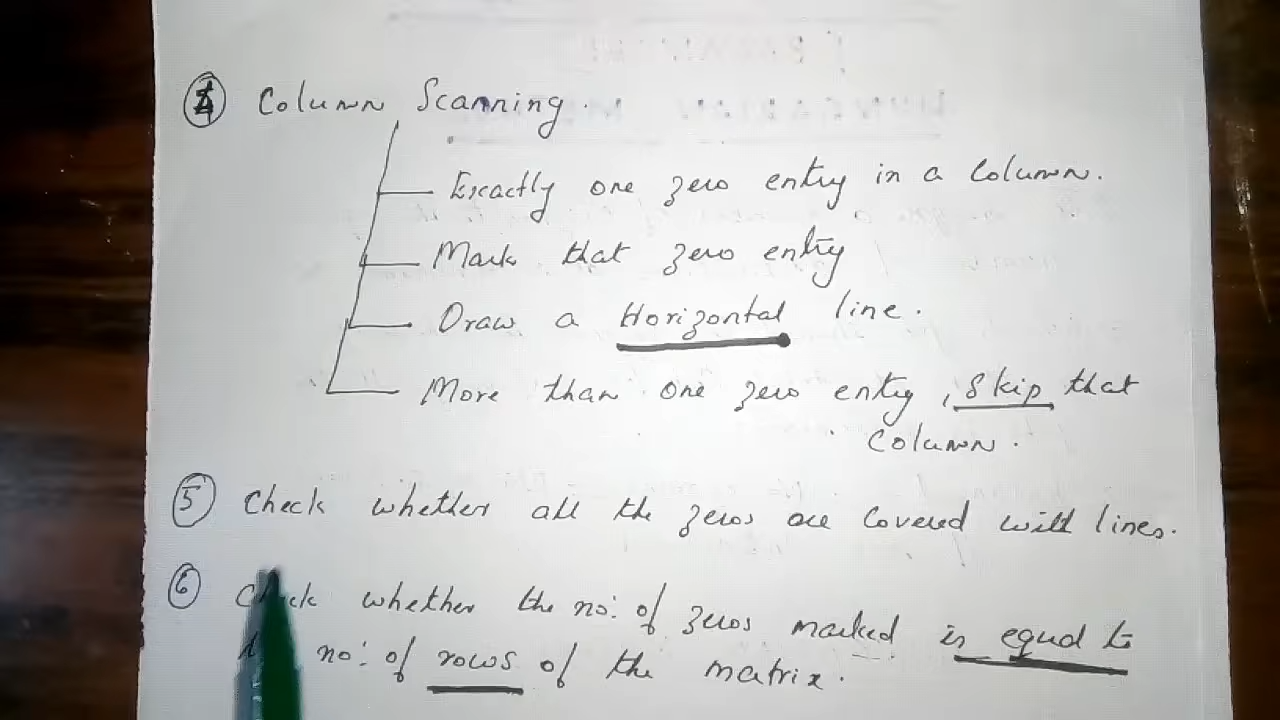 ④ Column Scanning.
Exactly one zero entry in a Column.
Mark that zero entry
Draw a Horizontal line.
More than one zero entry, Skip that
Column.
⑤ Check whether all the zeros are Covered with lines.
⑥ Check whether the no: of zeros marked is equal to
no: of rows of the matrix.